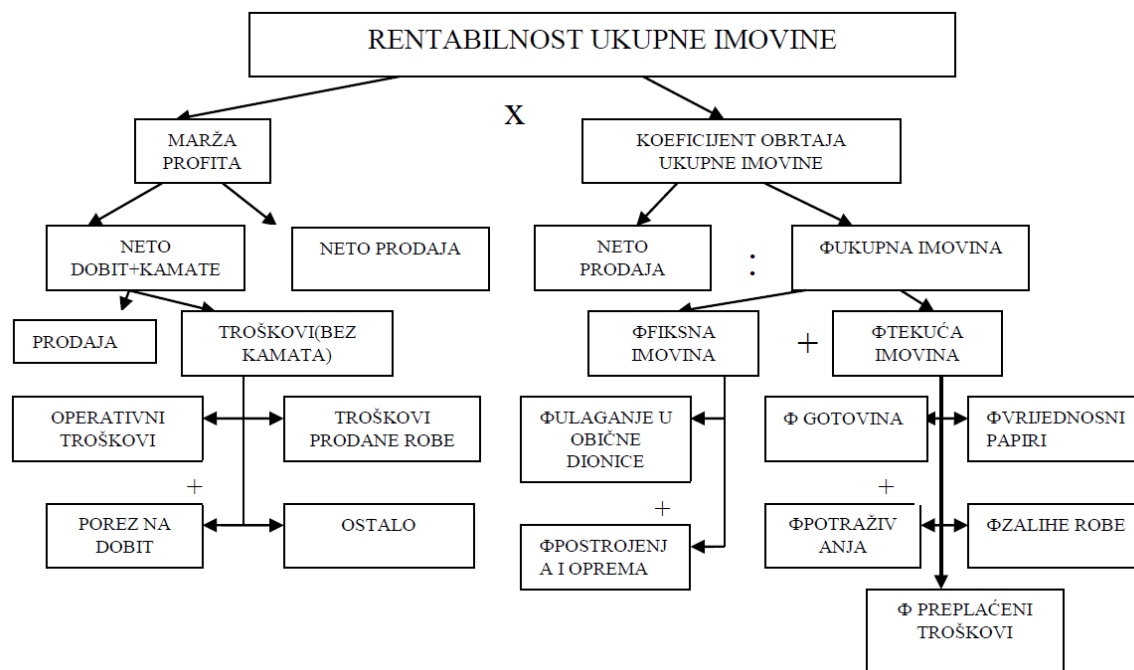 RENTABILNOST UKUPNE IMOVINE
X
MARŽA
PROFITA
KOEFICIJENT OBRTAJA
UKUPNE IMOVINE
NETO
DOBIT+KAMATE
NETO PRODAJA
NETO
PRODAJA
:
ΦUKUPNA IMOVINA
PRODAJA
TROŠKOVI(BEZ
KAMATA)
ΦFIKSNA
IMOVINA
+
ΦTEKUĆA
IMOVINA
OPERATIVNI
TROŠKOVI
TROŠKOVI
PRODANE ROBE
ΦULAGANJE U
OBIČNE
DIONICE
Φ GOTOVINA
ΦVRIJEDNOSNI
PAPIRI
+
+
+
POREZ NA
DOBIT
OSTALO
ΦPOSTROJENJ
A I OPREMA
ΦPOTRAŽIV
ANJA
ΦZALIHE ROBE
Φ PREPLAĆENI
TROŠKOVI